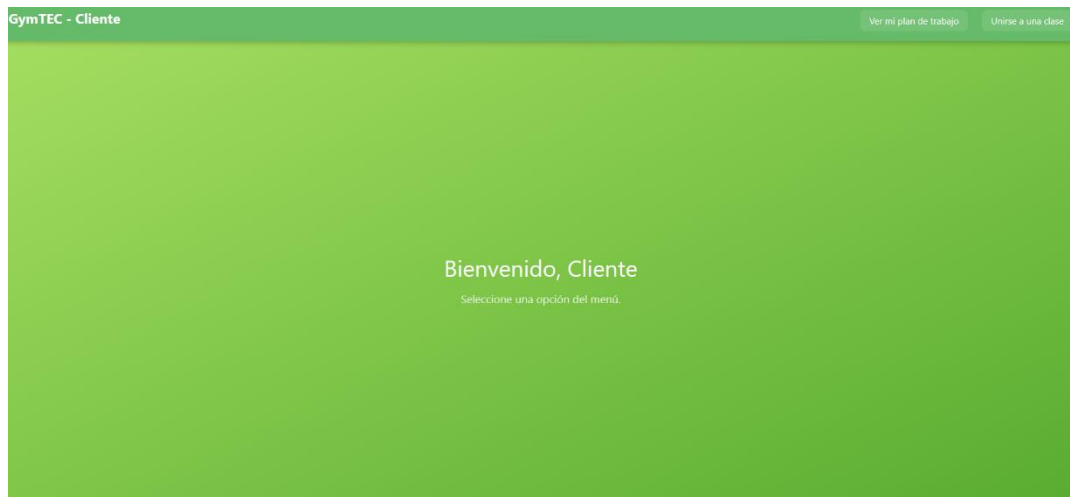 GymTEC - Cliente
Ver mi plan de trabajo
Unirse a una clase
Bienvenido, Cliente
Seleccione una opción del menú.